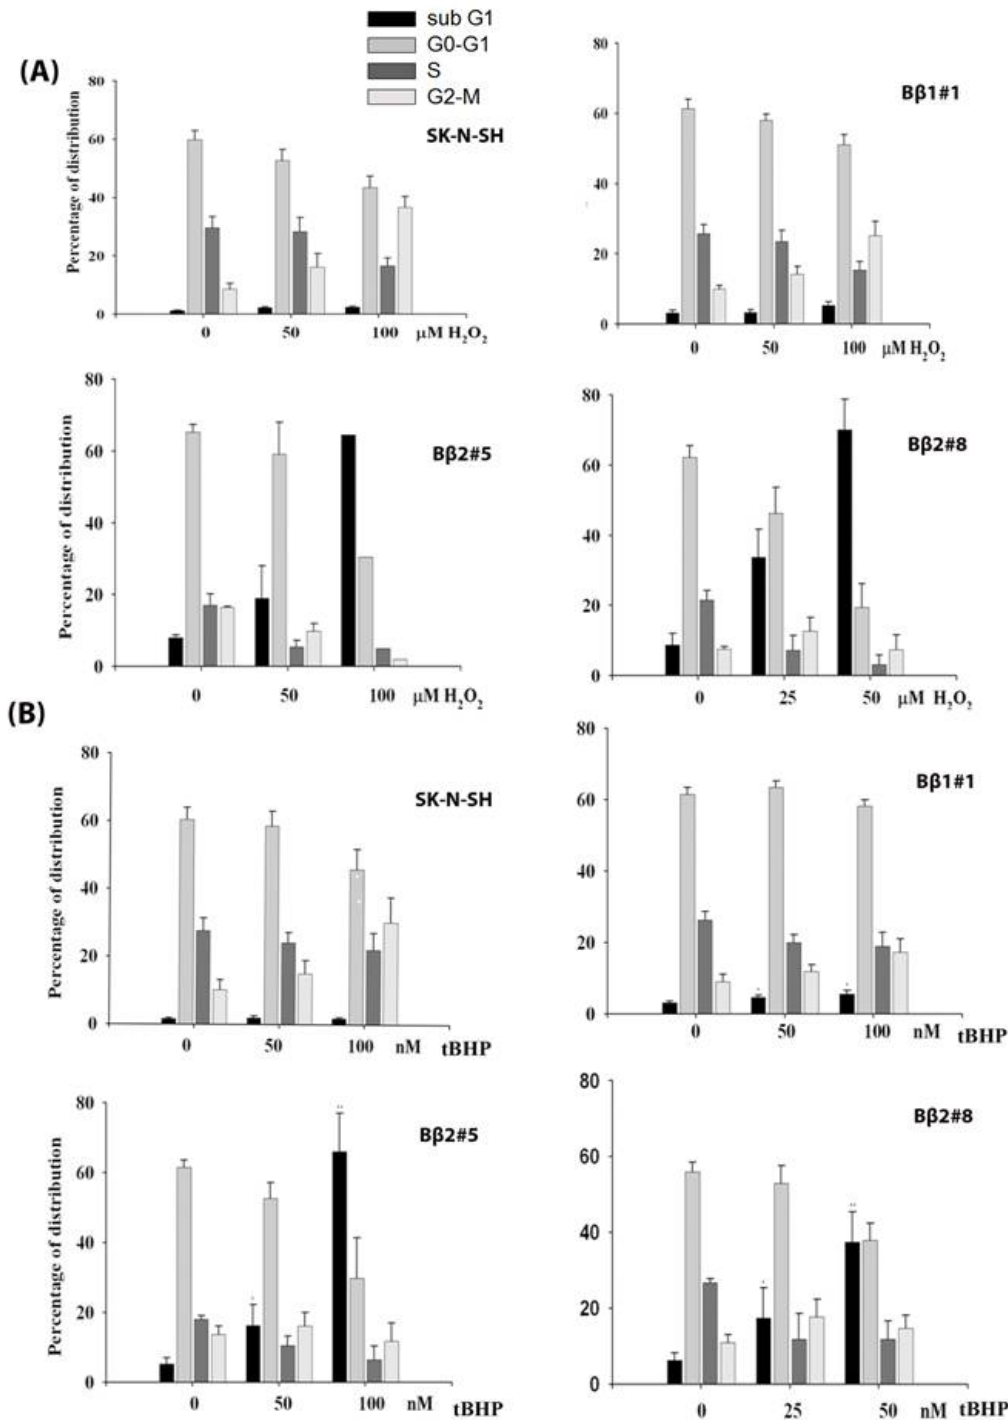 sub G1
G0-G1
S
G2-M
(A)
SK-N-SH
Percentage of distribution
80
60
40
20
0
0 50 100 μM H₂O₂
Bβ1#1
80
60
40
20
0
0 50 100 μM H₂O₂
Bβ2#5
Percentage of distribution
80
60
40
20
0
0 50 100 μM H₂O₂
Bβ2#8
80
60
40
20
0
0 25 50 μM H₂O₂
(B)
SK-N-SH
Percentage of distribution
80
60
40
20
0
0 50 100 nM tBHP
Bβ1#1
80
60
40
20
0
0 50 100 nM tBHP
Bβ2#5
Percentage of distribution
80
60
40
20
0
*
**
0 50 100 nM tBHP
Bβ2#8
80
60
40
20
0
*
**
0 25 50 nM tBHP